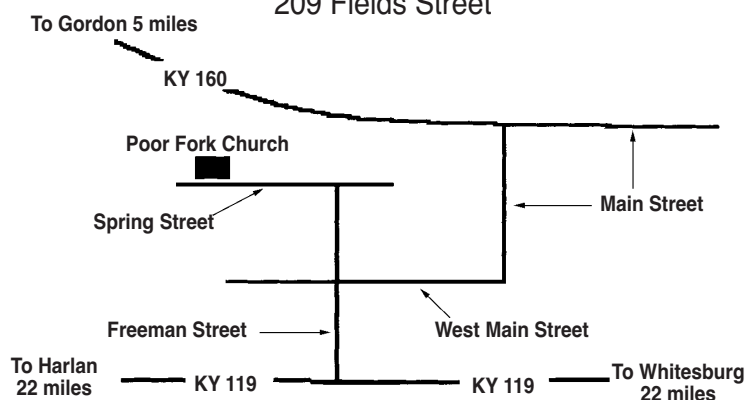 209 Fields Street
To Gordon 5 miles
KY 160
Poor Fork Church
Main Street
Spring Street
Freeman Street
West Main Street
To Harlan
22 miles
KY 119
KY 119
To Whitesburg
22 miles